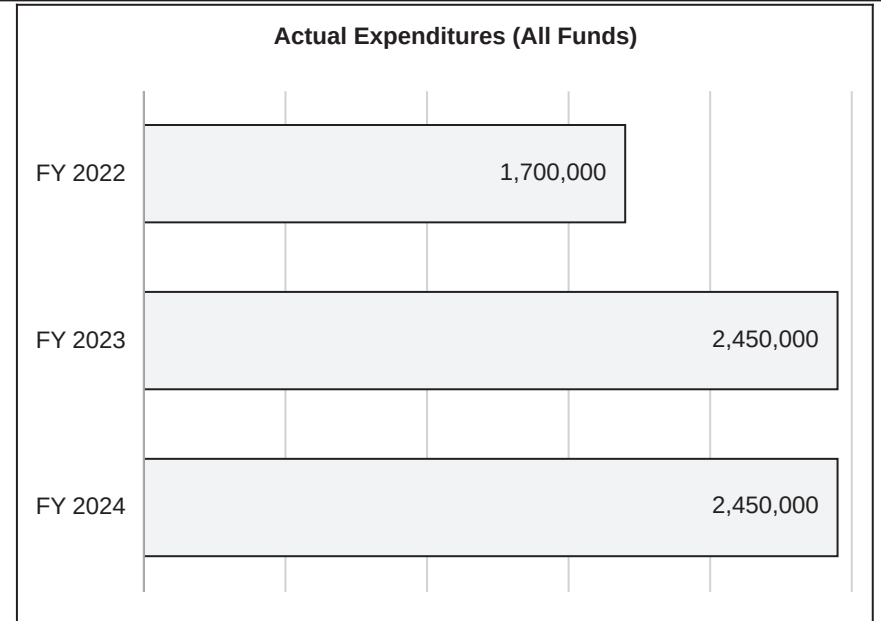 Actual Expenditures (All Funds)
FY 2022 1,700,000
FY 2023 2,450,000
FY 2024 2,450,000